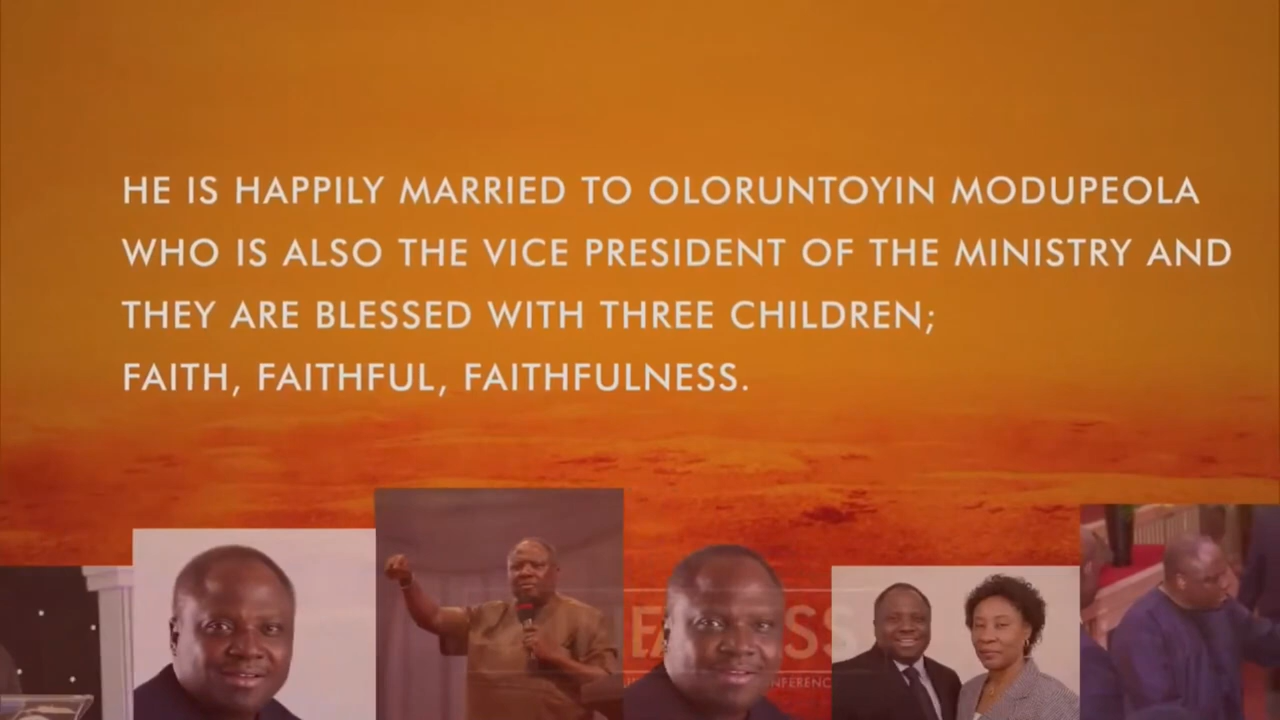 HE IS HAPPILY MARRIED TO OLORUNTOYIN MODUPEOLA
WHO IS ALSO THE VICE PRESIDENT OF THE MINISTRY AND
THEY ARE BLESSED WITH THREE CHILDREN;
FAITH, FAITHFUL, FAITHFULNESS.